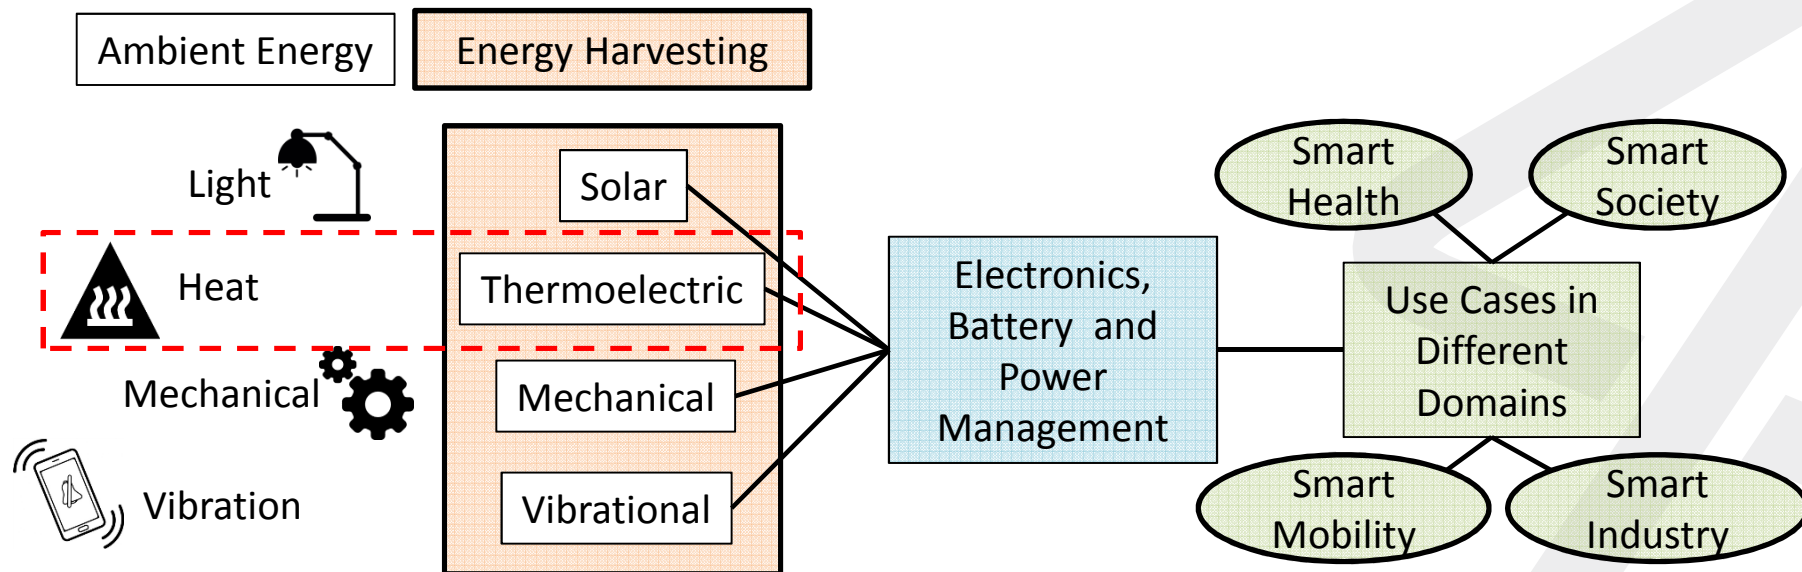 Ambient Energy
Energy Harvesting
Light
Heat
Mechanical
Vibration
Solar
Thermoelectric
Mechanical
Vibrational
Electronics,
Battery and
Power
Management
Smart
Health
Smart
Society
Use Cases in
Different
Domains
Smart
Mobility
Smart
Industry